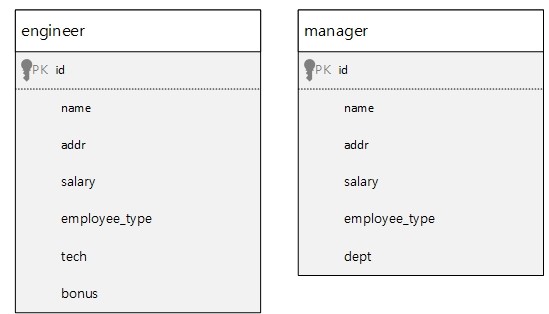 engineer
PK id
name
addr
salary
employee_type
tech
bonus
manager
PK id
name
addr
salary
employee_type
dept